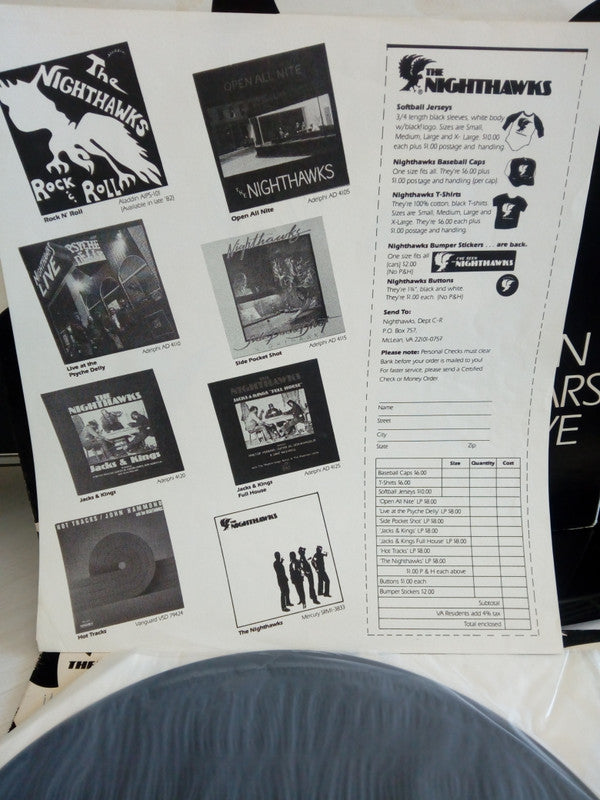 The
NIGHTHAWKS
ROCK & ROLL
Aladdin AIPS-101
(Available in late '82)
Rock N' Roll
OPEN ALL NITE
THE NIGHTHAWKS
Adelphi AD 4105
Open All Nite
Nighthawks
LIVE
PSYCHE
DELLY
Adelphi AD 4110
Live at the
Psyche Delly
Nighthawks
Side Pocket Shot
Adelphi AD 4115
Side Pocket Shot
THE
NIGHTHAWKS
Jacks & Kings
Adelphi 4120
Jacks & Kings
THE
NIGHTHAWKS
JACKS & KINGS "FULL HOUSE"
Adelphi AD 4125
Jacks & Kings
Full House
HOT TRACKS / JOHN HAMMOND
Vanguard VSD 79424
Hot Tracks
THE
NIGHTHAWKS
Mercury SRM1-3833
The Nighthawks
THE
NIGHTHAWKS
Softball Jerseys
3/4 length black sleeves, white body
w/black logo. Sizes are Small,
Medium, Large and X- Large. $10.00
each plus $1.00 postage and handling.
Nighthawks Baseball Caps
One size fits all. They're $6.00 plus
$1.00 postage and handling (per cap).
Nighthawks T-Shirts
They're 100% cotton, black T-shirts.
Sizes are Small, Medium, Large and
X-Large. They're $6.00 each plus
$1.00 postage and handling.
Nighthawks Bumper Stickers . . . are back.
One size fits all
(cars) $2.00
(No P&H)
I'VE SEEN
NIGHTHAWKS
Nighthawks Buttons
They're 1¾", black and white.
They're $1.00 each. (No P&H)
Send To:
Nighthawks, Dept C-R
P.O. Box 757,
McLean, VA 22101-0757
Please note: Personal Checks must clear
Bank before your order is mailed to you!
For faster service, please send a Certified
Check or Money Order.
Name
Street
City
State Zip
Size Quantity Cost
Baseball Caps $6.00
T-Shirts $6.00
Softball Jerseys $10.00
'Open All Nite' LP $8.00
'Live at the Psyche Delly' LP $8.00
'Side Pocket Shot' LP $8.00
'Jacks & Kings' LP $8.00
'Jacks & Kings Full House' LP $8.00
'Hot Tracks' LP $8.00
'The Nighthawks' LP $8.00
$1.00 P & H each above
Buttons $1.00 each
Bumper Stickers $2.00
Subtotal
VA Residents add 4% tax
Total enclosed
N
ARS
VE
THE